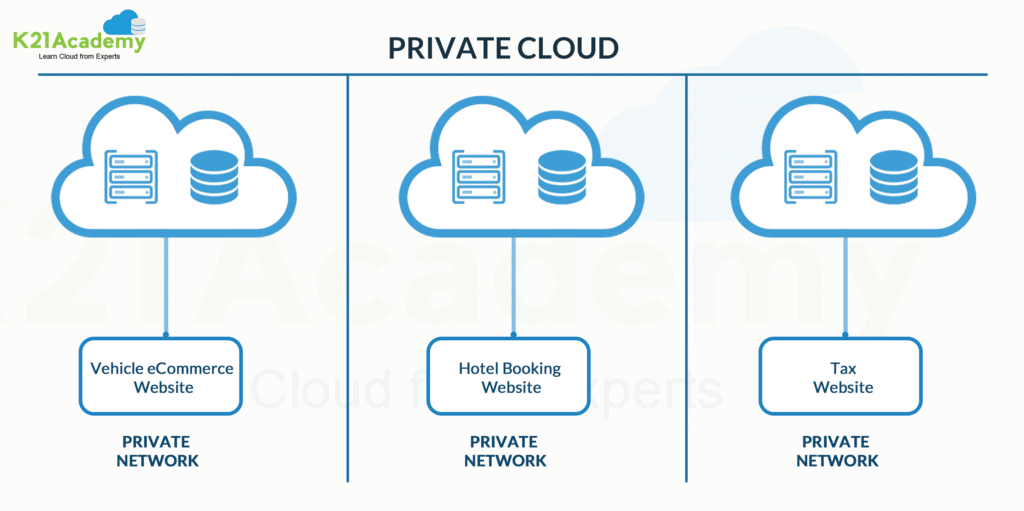 K21Academy
Learn Cloud from Experts
PRIVATE CLOUD
Vehicle eCommerce
Website
PRIVATE
NETWORK
Hotel Booking
Website
PRIVATE
NETWORK
Tax
Website
PRIVATE
NETWORK
K21Academy
Cloud from Experts